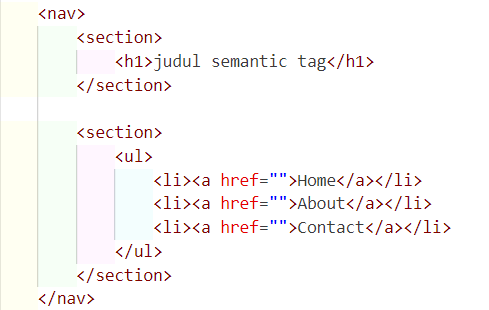 <nav>
<section>
<h1>judul semantic tag</h1>
</section>
<section>
<ul>
<li><a href="">Home</a></li>
<li><a href="">About</a></li>
<li><a href="">Contact</a></li>
</ul>
</section>
</nav>